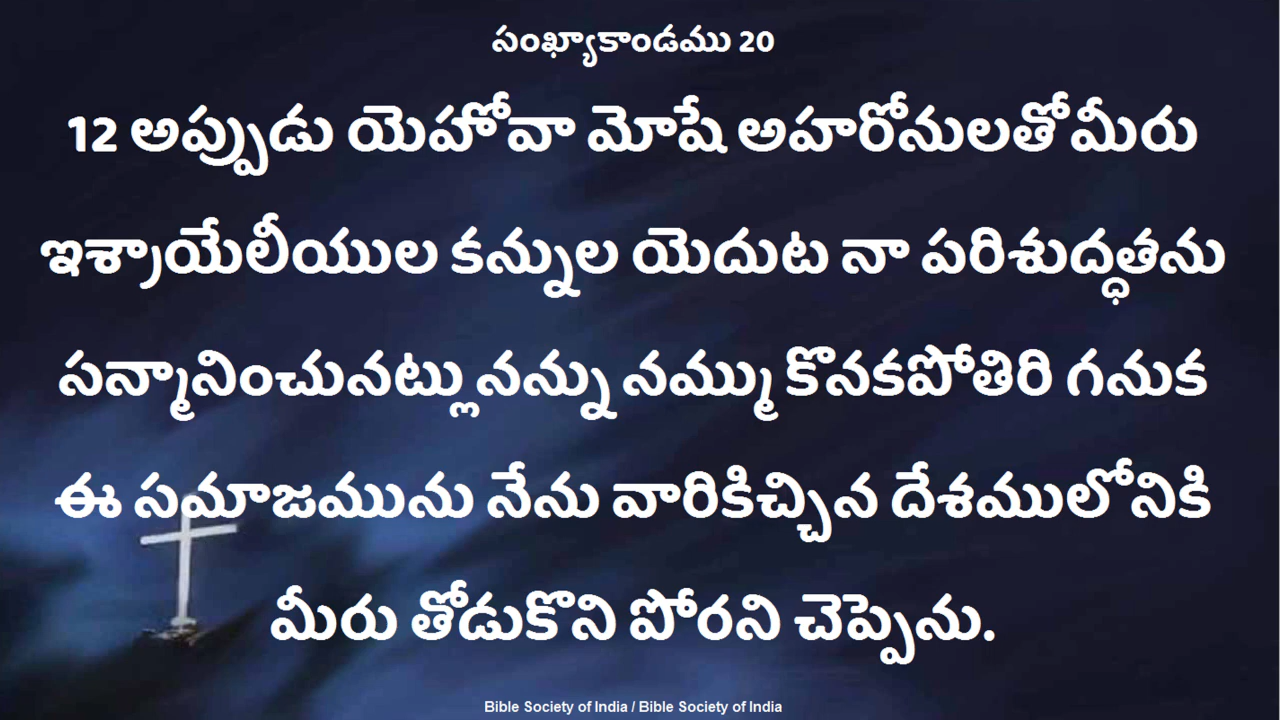 సంఖ్యాకాండము 20
12 అప్పుడు యెహోవా మోషే అహరోనులతో మీరు
ఇశ్రాయేలీయుల కన్నుల యెదుట నా పరిశుద్ధతను
సన్మానించునట్లు నన్ను నమ్ము కొనకపోతిరి గనుక
ఈ సమాజమును నేను వారికిచ్చిన దేశములోనికి
మీరు తోడుకొని పోరని చెప్పెను.
Bible Society of India / Bible Society of India